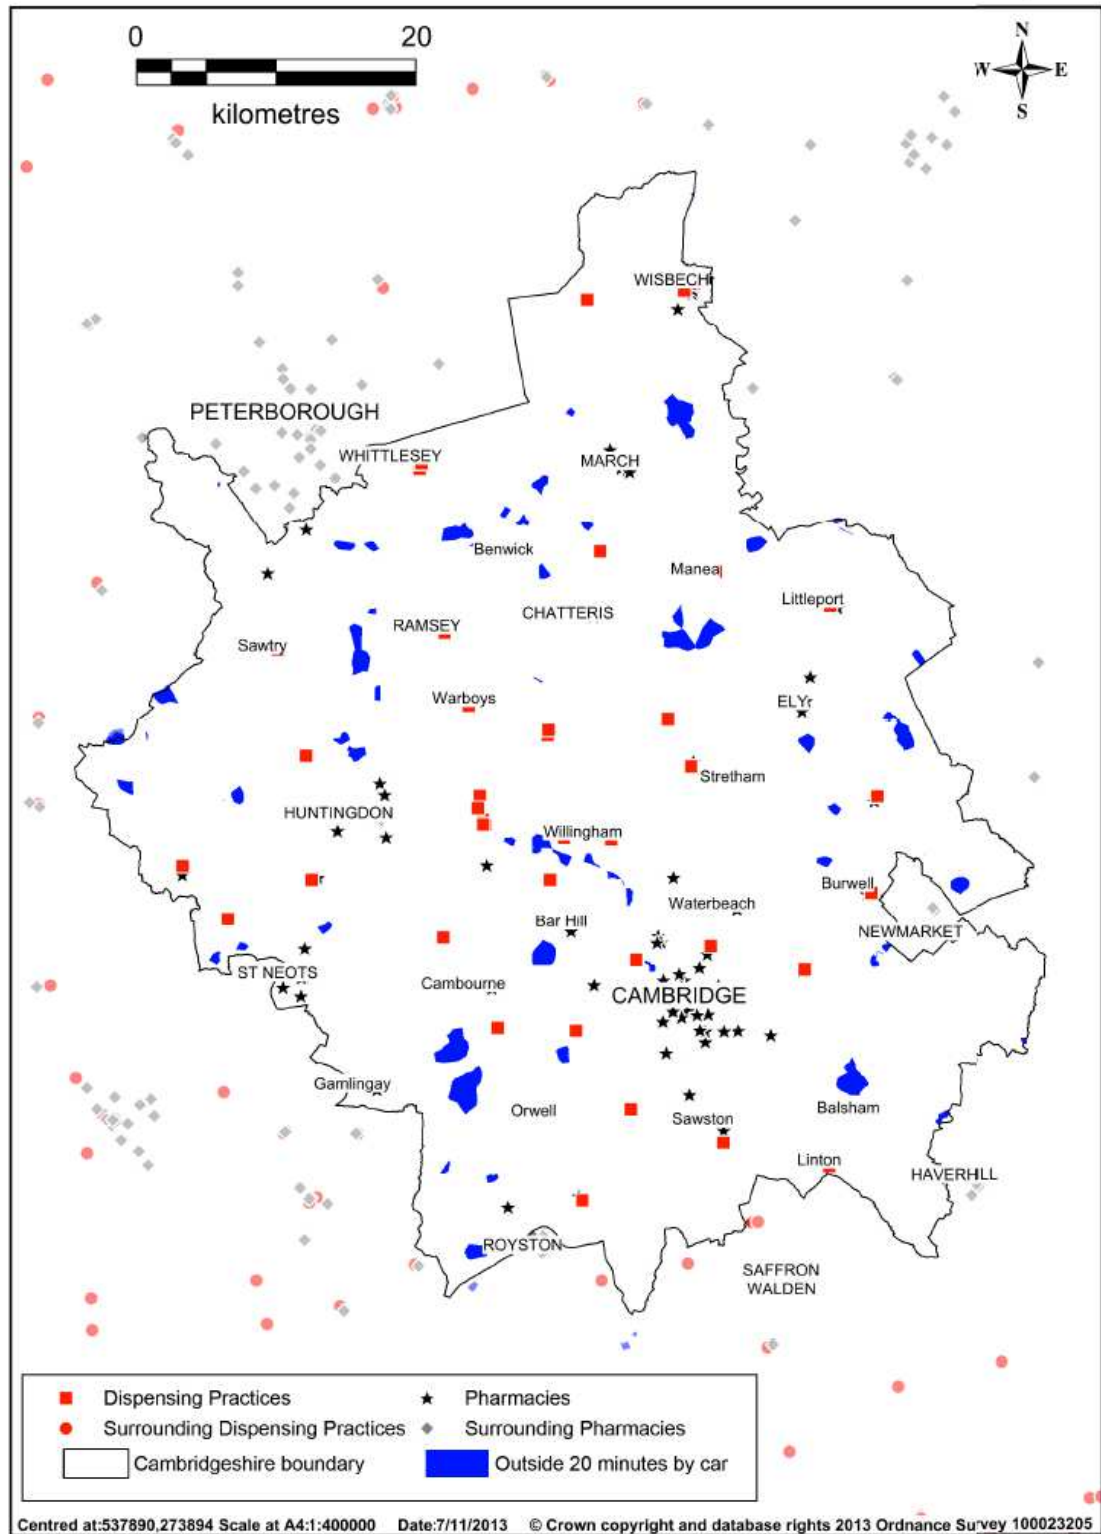 0 20
kilometres
N
W E
S
WISBECH
PETERBOROUGH
WHITTLESEY
MARCH
Benwick
Manea
Littleport
CHATTERIS
RAMSEY
Sawtry
Warboys
ELY
Stretham
HUNTINGDON
Willingham
Burwell
Waterbeach
Bar Hill
NEWMARKET
ST NEOTS
Cambourne
CAMBRIDGE
Gamlingay
Orwell
Balsham
Sawston
Linton
HAVERHILL
ROYSTON
SAFFRON
WALDEN
Dispensing Practices Pharmacies
Surrounding Dispensing Practices Surrounding Pharmacies
Cambridgeshire boundary Outside 20 minutes by car
Centred at:537890,273894 Scale at A4:1:400000 Date:7/11/2013 © Crown copyright and database rights 2013 Ordnance Survey 100023205